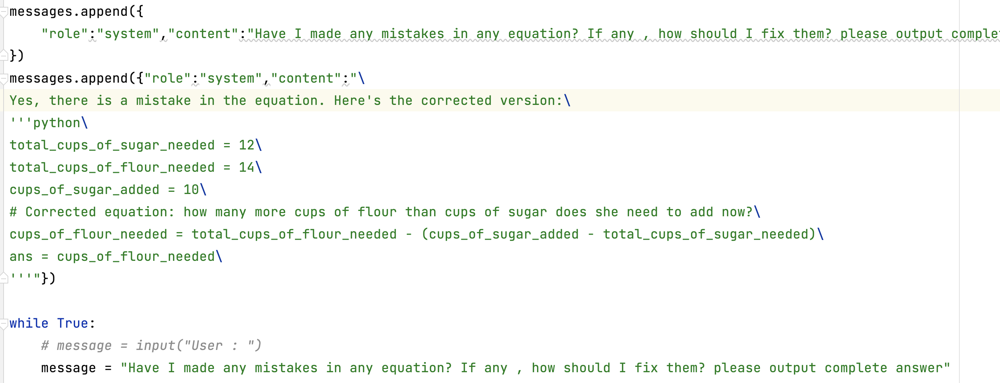 messages.append({
    "role":"system","content":"Have I made any mistakes in any equation? If any , how should I fix them? please output
})
messages.append({"role":"system","content":"\
Yes, there is a mistake in the equation. Here's the corrected version:\
'''python\
total_cups_of_sugar_needed = 12\
total_cups_of_flour_needed = 14\
cups_of_sugar_added = 10\
# Corrected equation: how many more cups of flour than cups of sugar does she need to add now?\
cups_of_flour_needed = total_cups_of_flour_needed - (cups_of_sugar_added - total_cups_of_sugar_needed)\
ans = cups_of_flour_needed\
'''"})
while True:
    # message = input("User : ")
    message = "Have I made any mistakes in any equation? If any , how should I fix them? please output complete answer"